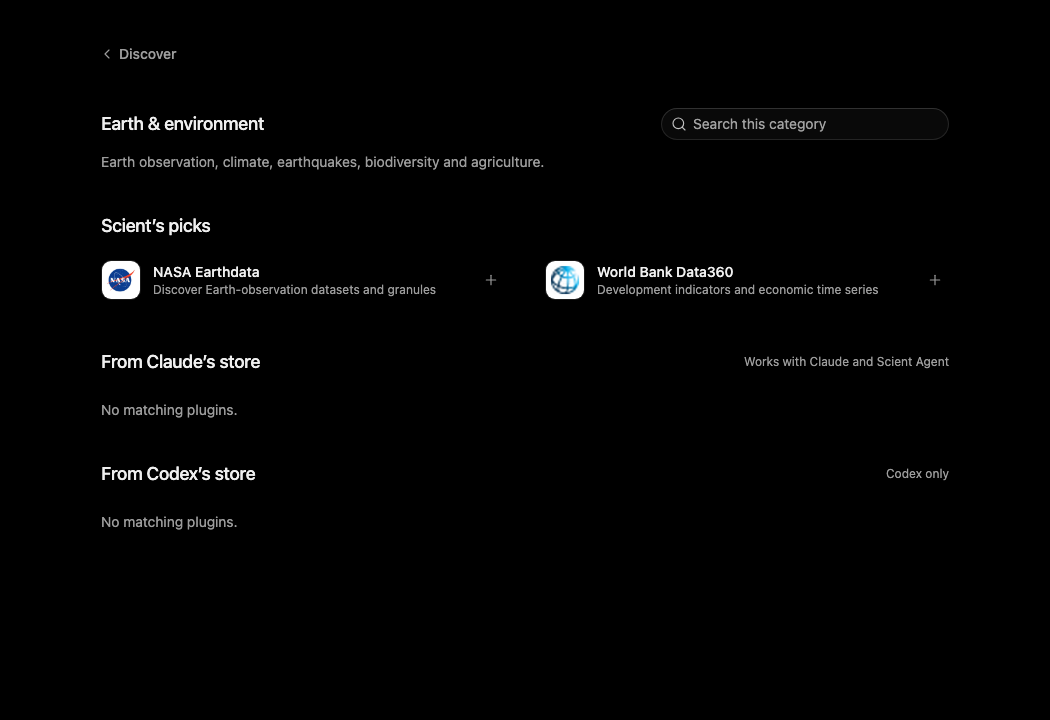 Discover
Earth & environment
Search this category
Earth observation, climate, earthquakes, biodiversity and agriculture.
Scient's picks
NASA
NASA Earthdata
Discover Earth-observation datasets and granules
World Bank Data360
Development indicators and economic time series
From Claude's store
Works with Claude and Scient Agent
No matching plugins.
From Codex's store
Codex only
No matching plugins.